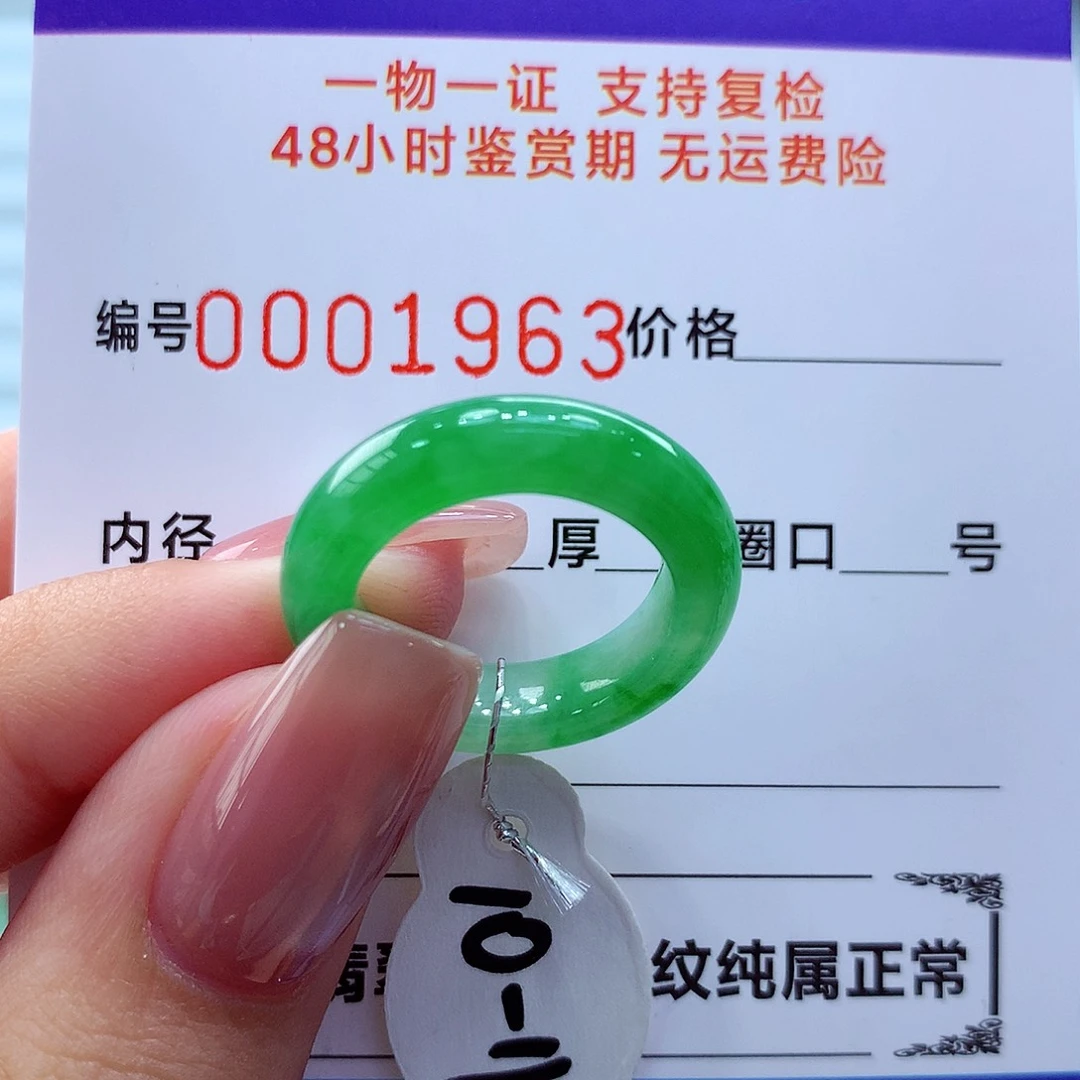 一物一证 支持复检
48小时鉴赏期 无运费险
编号0001963价格
内径 厚 圈口 号
纹纯属正常
10-11